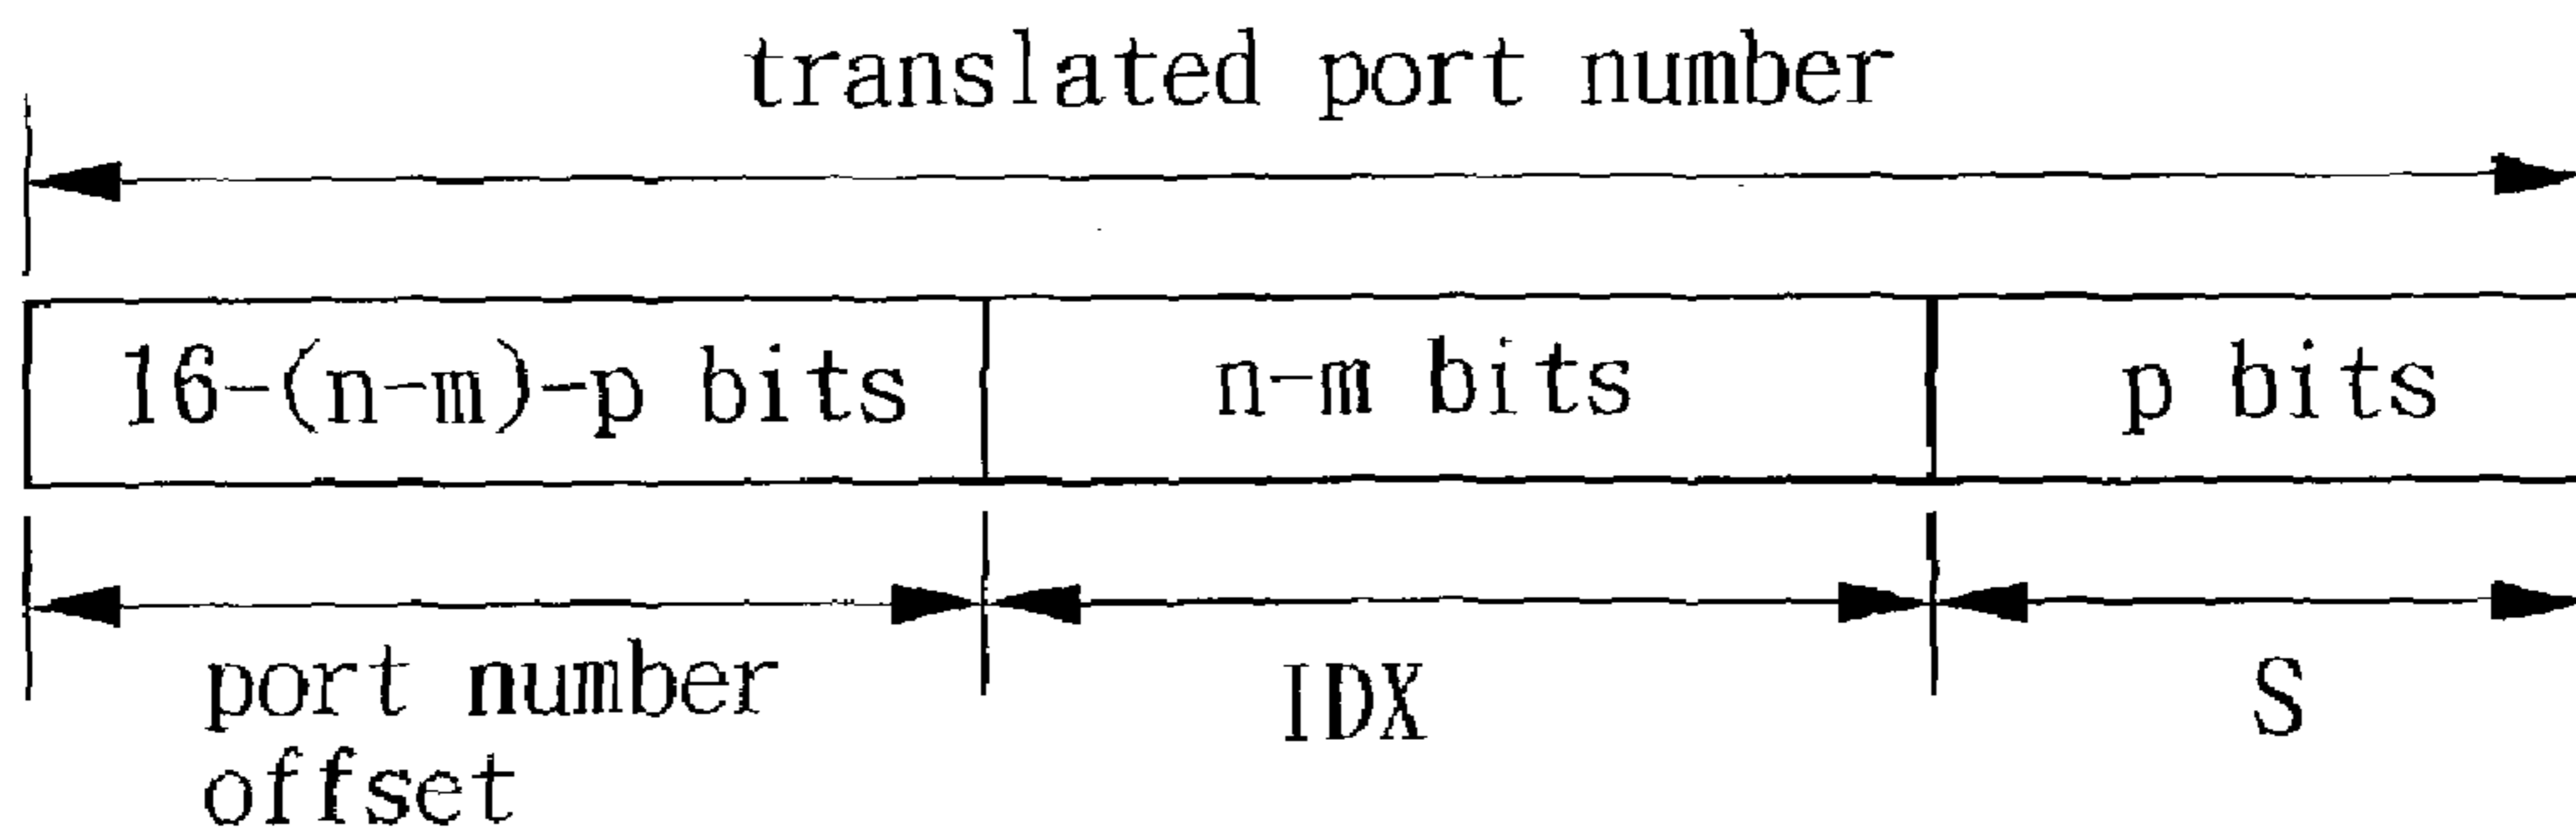 translated port number
16-(n-m)-p bits
n-m bits
p bits
port number
offset
IDX
S